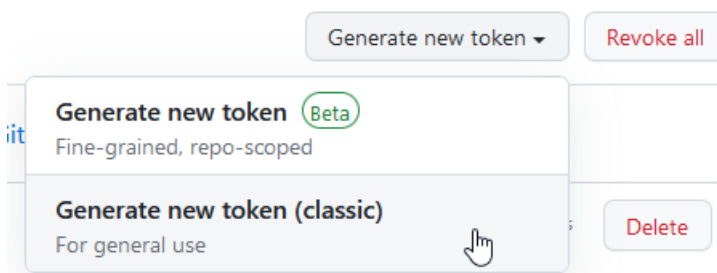 Generate new token
Revoke all
Generate new token Beta
Fine-grained, repo-scoped
Generate new token (classic)
For general use
Delete